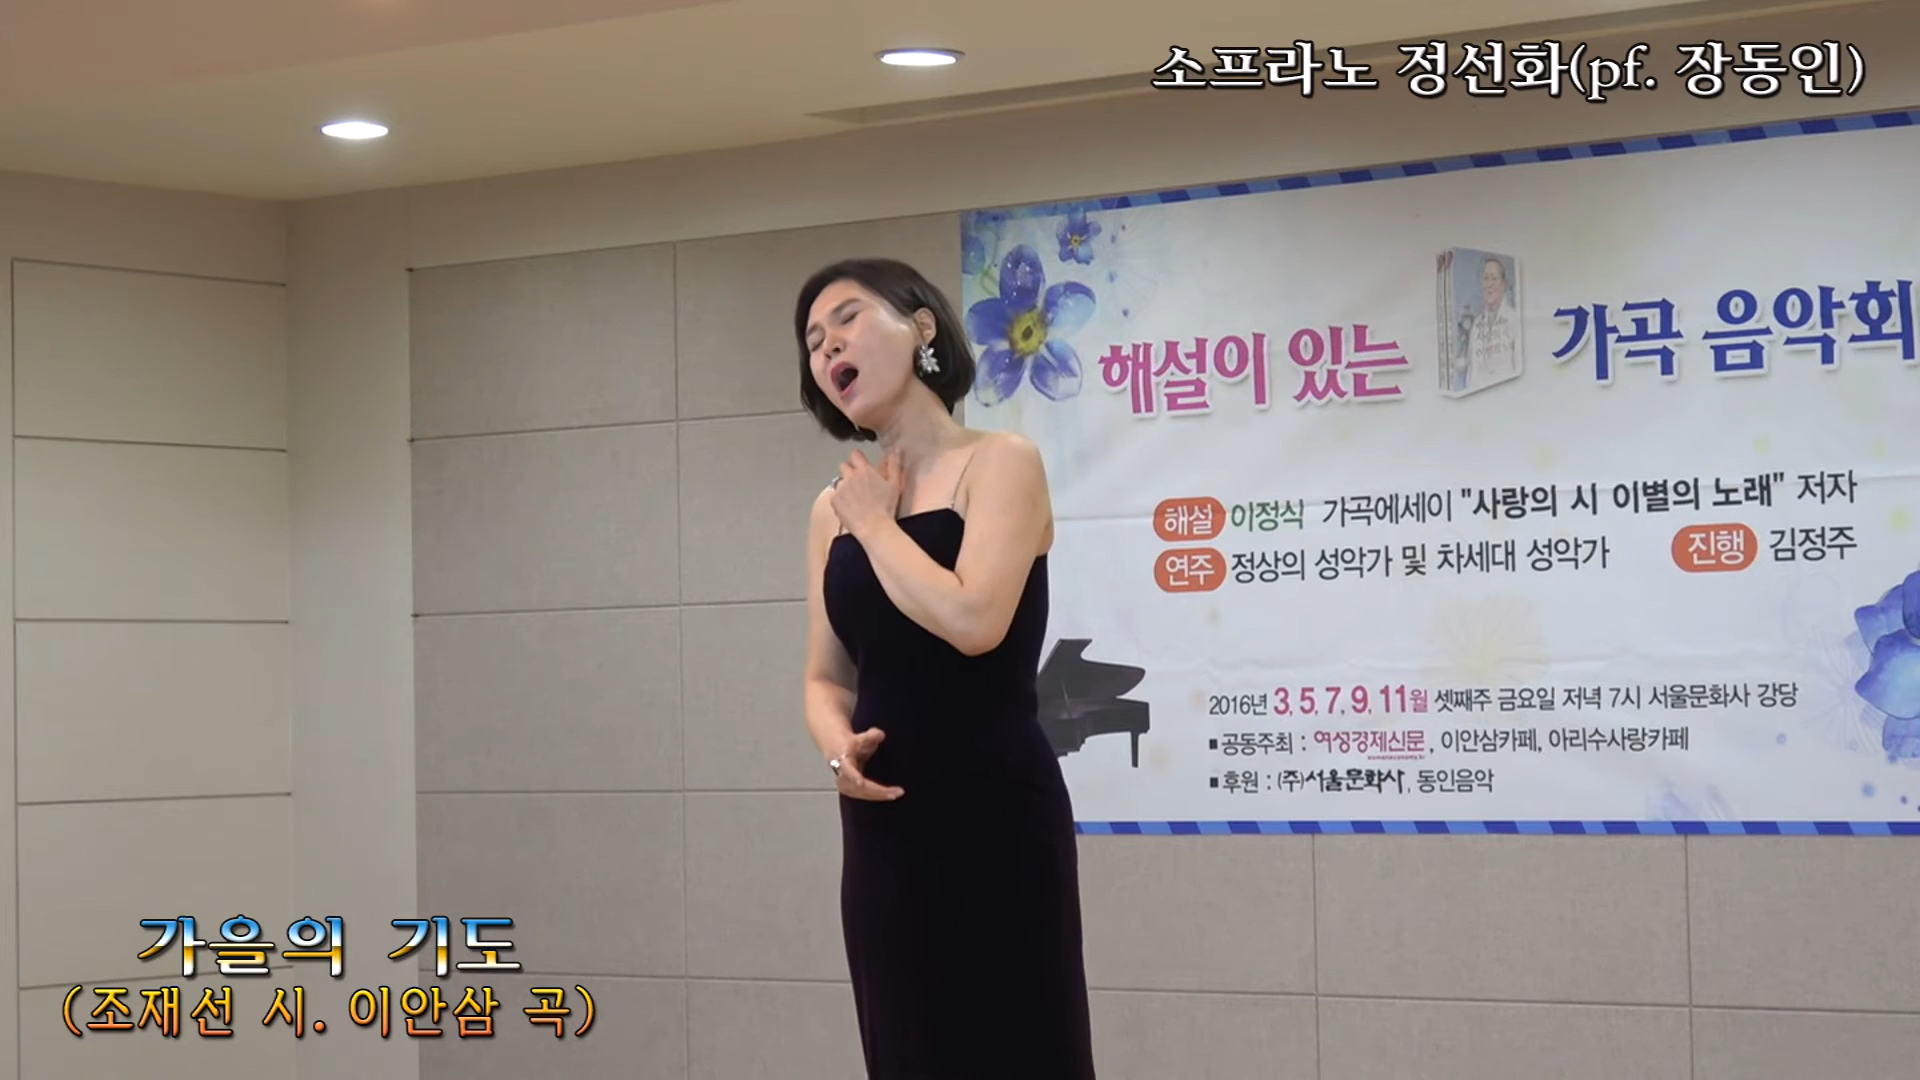 소프라노 정선화(pf. 장동인)
해설이 있는 가곡 음악회
해설 이정식 가곡에세이 "사랑의 시 이별의 노래" 저자
연주 정상의 성악가 및 차세대 성악가 진행 김정주
2016년 3, 5, 7, 9, 11월 셋째주 금요일 저녁 7시 서울문화사 강당
■공동주최 : 여성경제신문, 이안삼카페, 아리수사랑카페
■후원 : (주)서울문화사, 동인음악
가을의 기도
(조재선 시. 이안삼 곡)